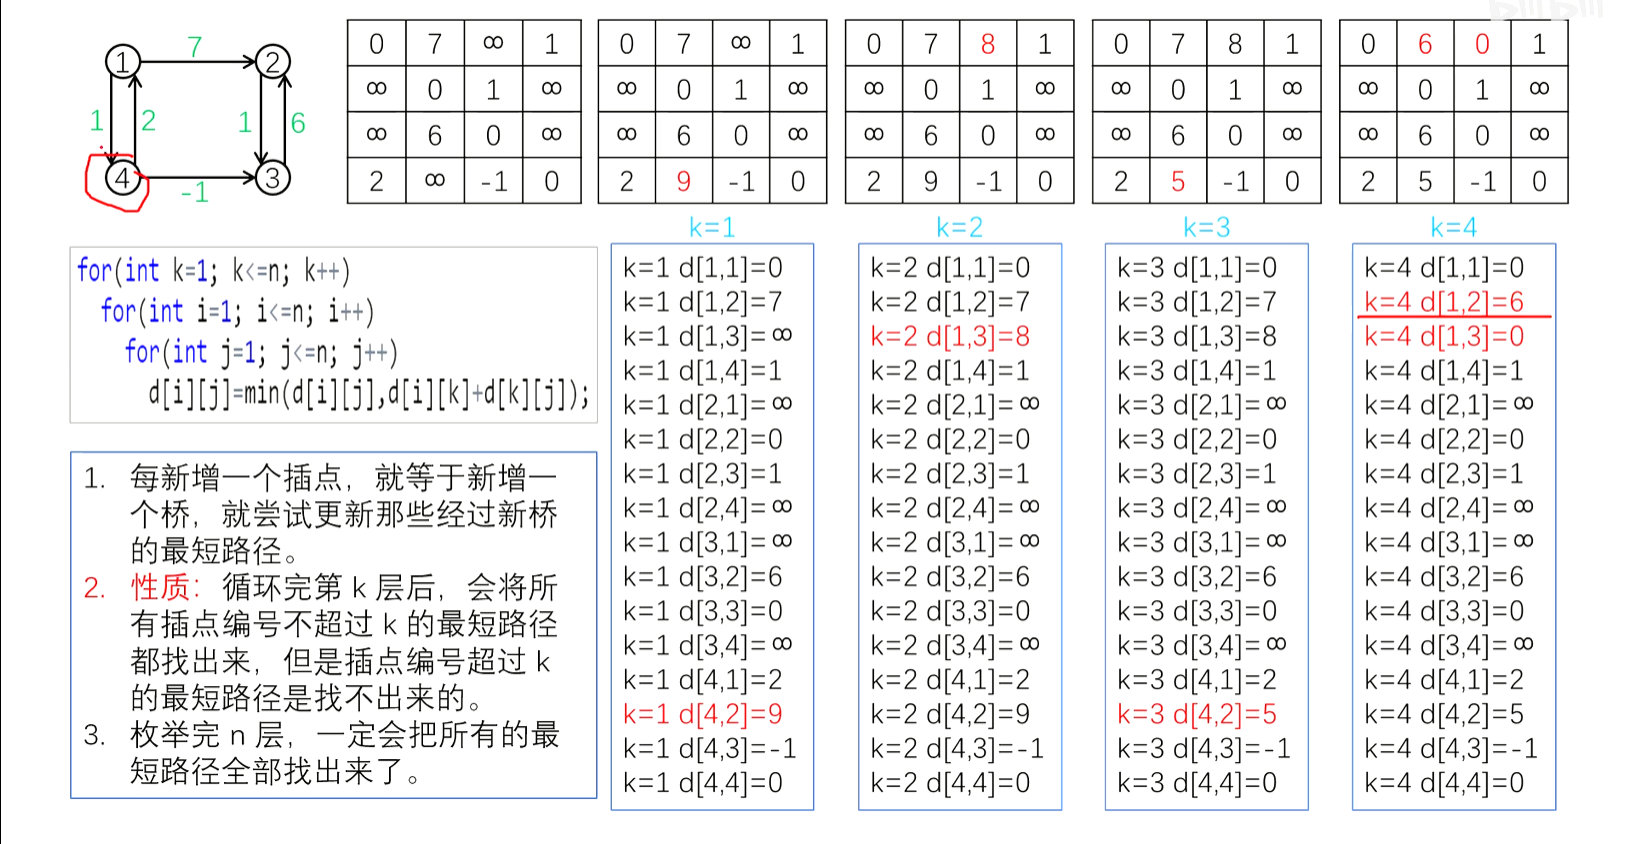 7
1
2
1
2
1
6
4
3
-1
0 7 ∞ 1
∞ 0 1 ∞
∞ 6 0 ∞
2 ∞ -1 0
0 7 ∞ 1
∞ 0 1 ∞
∞ 6 0 ∞
2 9 -1 0
k=1
0 7 8 1
∞ 0 1 ∞
∞ 6 0 ∞
2 9 -1 0
k=2
0 7 8 1
∞ 0 1 ∞
∞ 6 0 ∞
2 5 -1 0
k=3
0 6 0 1
∞ 0 1 ∞
∞ 6 0 ∞
2 5 -1 0
k=4
for(int k=1; k<=n; k++)
for(int i=1; i<=n; i++)
for(int j=1; j<=n; j++)
d[i][j]=min(d[i][j],d[i][k]+d[k][j]);
1. 每新增一个插点，就等于新增一
个桥，就尝试更新那些经过新桥
的最短路径。
2. 性质：循环完第 k 层后，会将所
有插点编号不超过 k 的最短路径
都找出来，但是插点编号超过 k
的最短路径是找不出来的。
3. 枚举完 n 层，一定会把所有的最
短路径全部找出来了。
k=1 d[1,1]=0
k=1 d[1,2]=7
k=1 d[1,3]=∞
k=1 d[1,4]=1
k=1 d[2,1]=∞
k=1 d[2,2]=0
k=1 d[2,3]=1
k=1 d[2,4]=∞
k=1 d[3,1]=∞
k=1 d[3,2]=6
k=1 d[3,3]=0
k=1 d[3,4]=∞
k=1 d[4,1]=2
k=1 d[4,2]=9
k=1 d[4,3]=-1
k=1 d[4,4]=0
k=2 d[1,1]=0
k=2 d[1,2]=7
k=2 d[1,3]=8
k=2 d[1,4]=1
k=2 d[2,1]=∞
k=2 d[2,2]=0
k=2 d[2,3]=1
k=2 d[2,4]=∞
k=2 d[3,1]=∞
k=2 d[3,2]=6
k=2 d[3,3]=0
k=2 d[3,4]=∞
k=2 d[4,1]=2
k=2 d[4,2]=9
k=2 d[4,3]=-1
k=2 d[4,4]=0
k=3 d[1,1]=0
k=3 d[1,2]=7
k=3 d[1,3]=8
k=3 d[1,4]=1
k=3 d[2,1]=∞
k=3 d[2,2]=0
k=3 d[2,3]=1
k=3 d[2,4]=∞
k=3 d[3,1]=∞
k=3 d[3,2]=6
k=3 d[3,3]=0
k=3 d[3,4]=∞
k=3 d[4,1]=2
k=3 d[4,2]=5
k=3 d[4,3]=-1
k=3 d[4,4]=0
k=4 d[1,1]=0
k=4 d[1,2]=6
k=4 d[1,3]=0
k=4 d[1,4]=1
k=4 d[2,1]=∞
k=4 d[2,2]=0
k=4 d[2,3]=1
k=4 d[2,4]=∞
k=4 d[3,1]=∞
k=4 d[3,2]=6
k=4 d[3,3]=0
k=4 d[3,4]=∞
k=4 d[4,1]=2
k=4 d[4,2]=5
k=4 d[4,3]=-1
k=4 d[4,4]=0